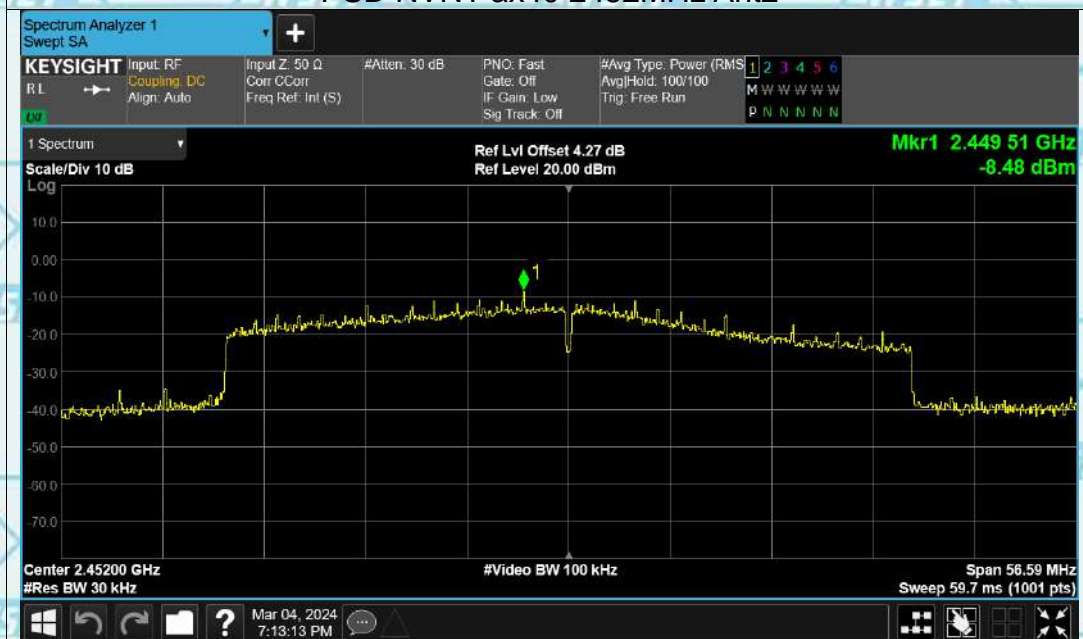 PSD NVNT ax40 2452MHz Ant2
Spectrum Analyzer 1
Swept SA
+
KEYSIGHT
RL
LXI
Input: RF
Coupling: DC
Align: Auto
Input Z: 50 Ω
Corr CCorr
Freq Ref: Int (S)
#Atten: 30 dB
PNO: Fast
Gate: Off
IF Gain: Low
Sig Track: Off
#Avg Type: Power (RMS
Avg|Hold: 100/100
Trig: Free Run
1 2 3 4 5 6
M W W W W W
P N N N N N
1 Spectrum
Scale/Div 10 dB
Ref Lvl Offset 4.27 dB
Ref Level 20.00 dBm
Mkr1 2.449 51 GHz
-8.48 dBm
Log
10.0
0.00
-10.0
-20.0
-30.0
-40.0
-50.0
-60.0
-70.0
1
Center 2.45200 GHz
#Res BW 30 kHz
#Video BW 100 kHz
Span 56.59 MHz
Sweep 59.7 ms (1001 pts)
?
Mar 04, 2024
7:13:13 PM